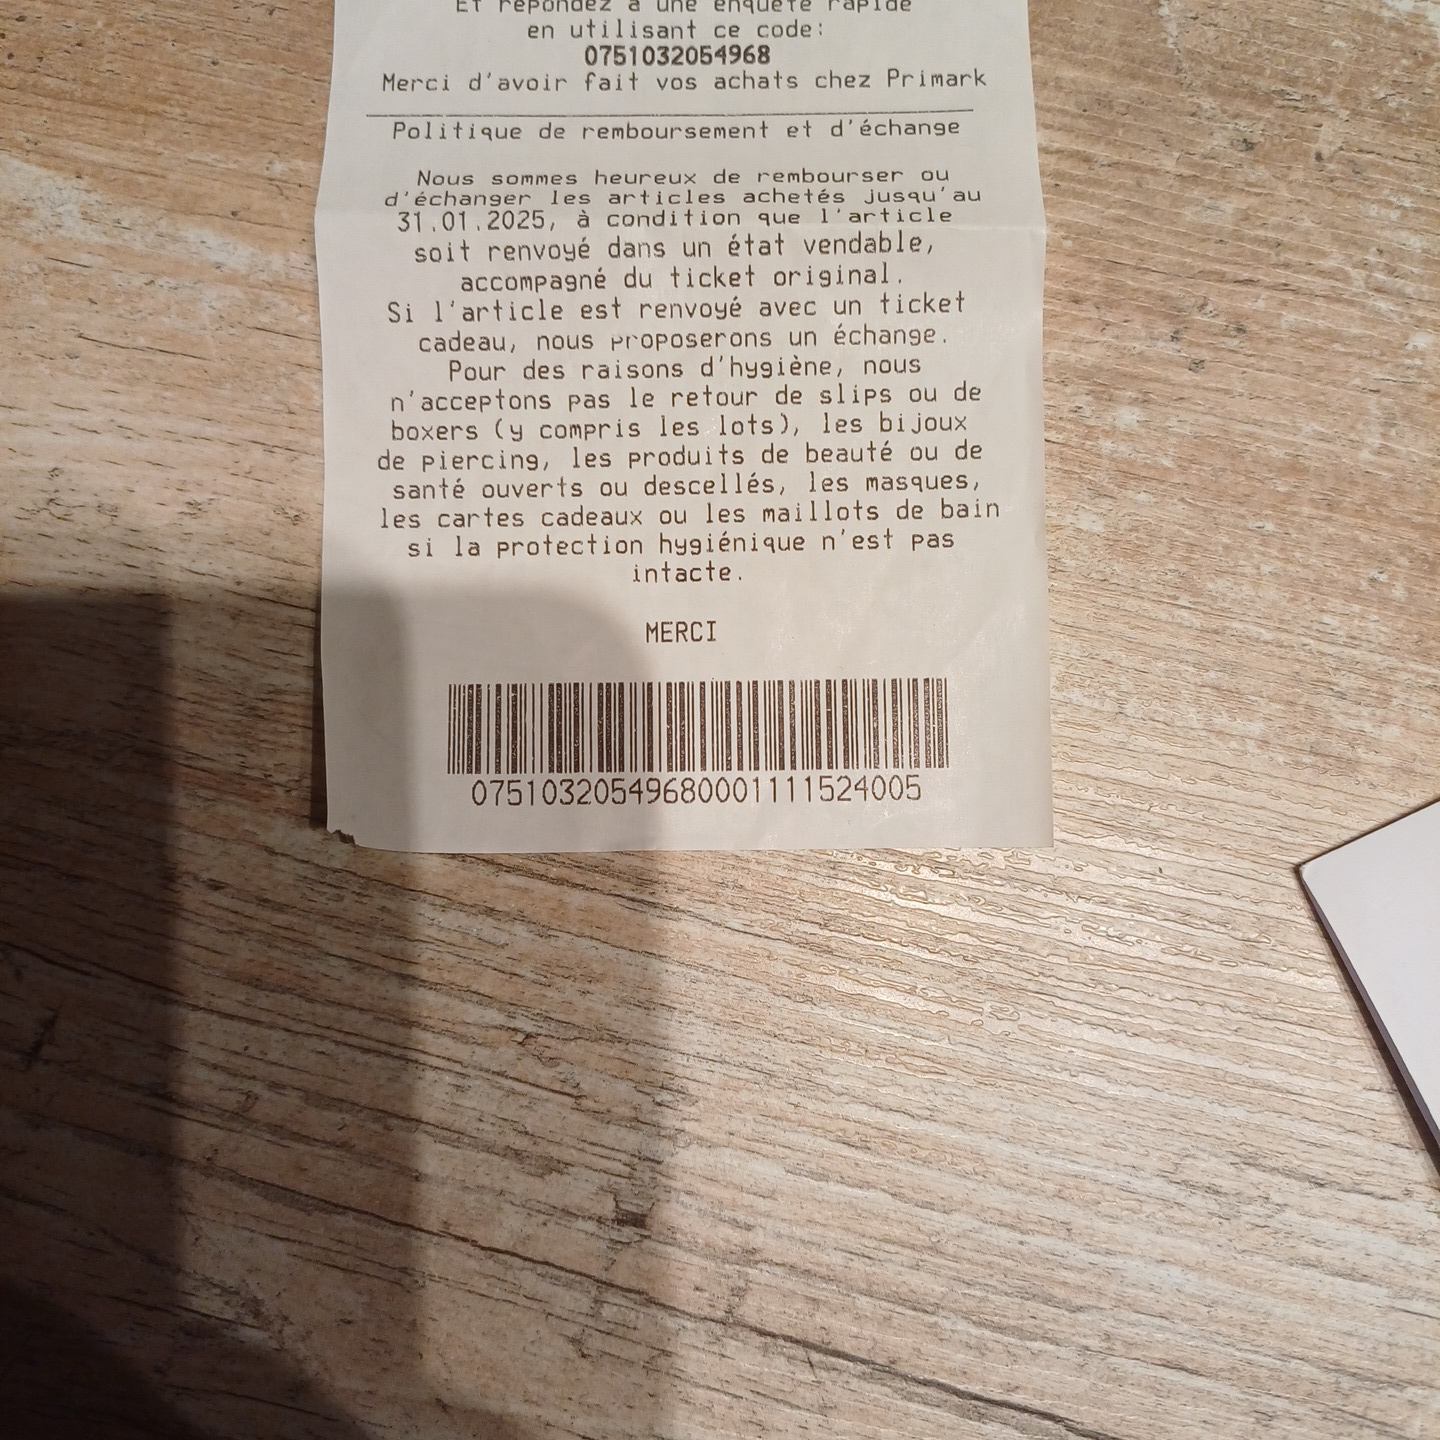 Et répondez à une enquête rapide
en utilisant ce code:
0751032054968
Merci d'avoir fait vos achats chez Primark
Politique de remboursement et d'échange
Nous sommes heureux de rembourser ou
d'échanger les articles achetés jusqu'au
31.01.2025, à condition que l'article
soit renvoyé dans un état vendable,
accompagné du ticket original.
Si l'article est renvoyé avec un ticket
cadeau, nous proposerons un échange.
Pour des raisons d'hygiène, nous
n'acceptons pas le retour de slips ou de
boxers (y compris les lots), les bijoux
de piercing, les produits de beauté ou de
santé ouverts ou descellés, les masques,
les cartes cadeaux ou les maillots de bain
si la protection hygiénique n'est pas
intacte.
MERCI
07510320549680001111524005